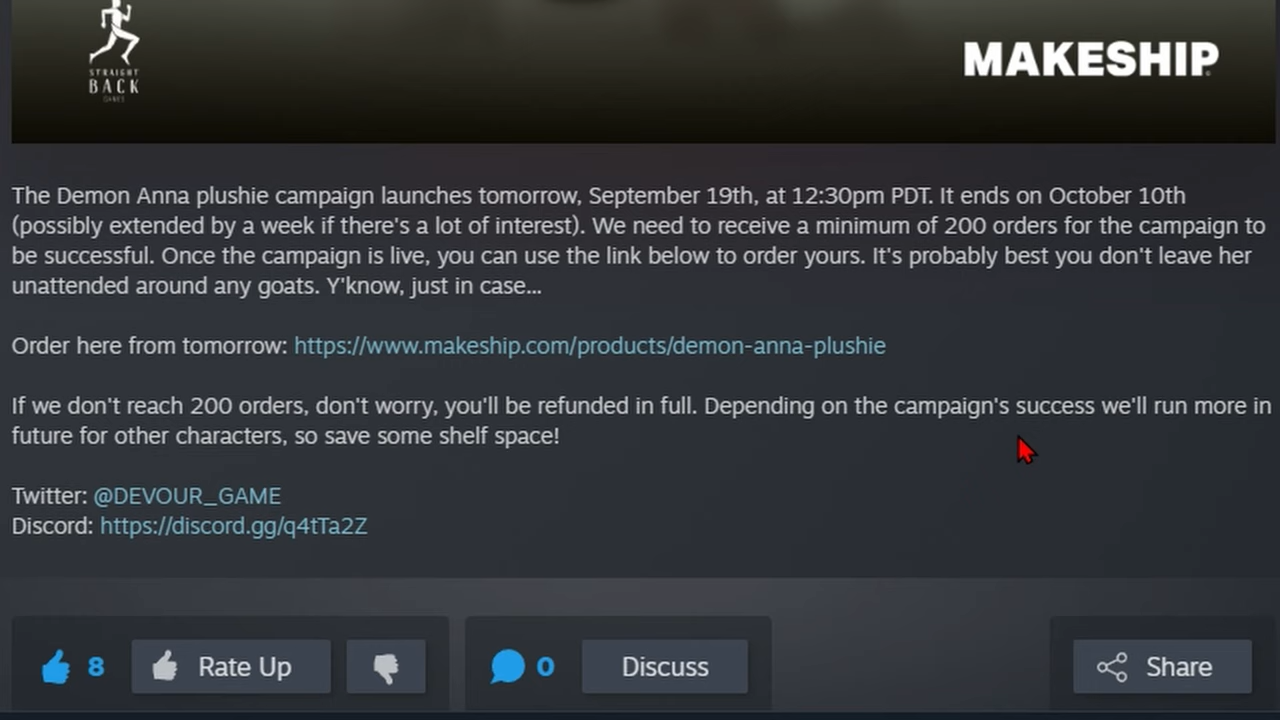 STRAIGHT
BACK
GAMES
MAKESHIP
The Demon Anna plushie campaign launches tomorrow, September 19th, at 12:30pm PDT. It ends on October 10th
(possibly extended by a week if there's a lot of interest). We need to receive a minimum of 200 orders for the campaign to
be successful. Once the campaign is live, you can use the link below to order yours. It's probably best you don't leave her
unattended around any goats. Y'know, just in case...
Order here from tomorrow: https://www.makeship.com/products/demon-anna-plushie
If we don't reach 200 orders, don't worry, you'll be refunded in full. Depending on the campaign's success we'll run more in
future for other characters, so save some shelf space!
Twitter: @DEVOUR_GAME
Discord: https://discord.gg/q4tTa2Z
8 Rate Up 0 Discuss Share